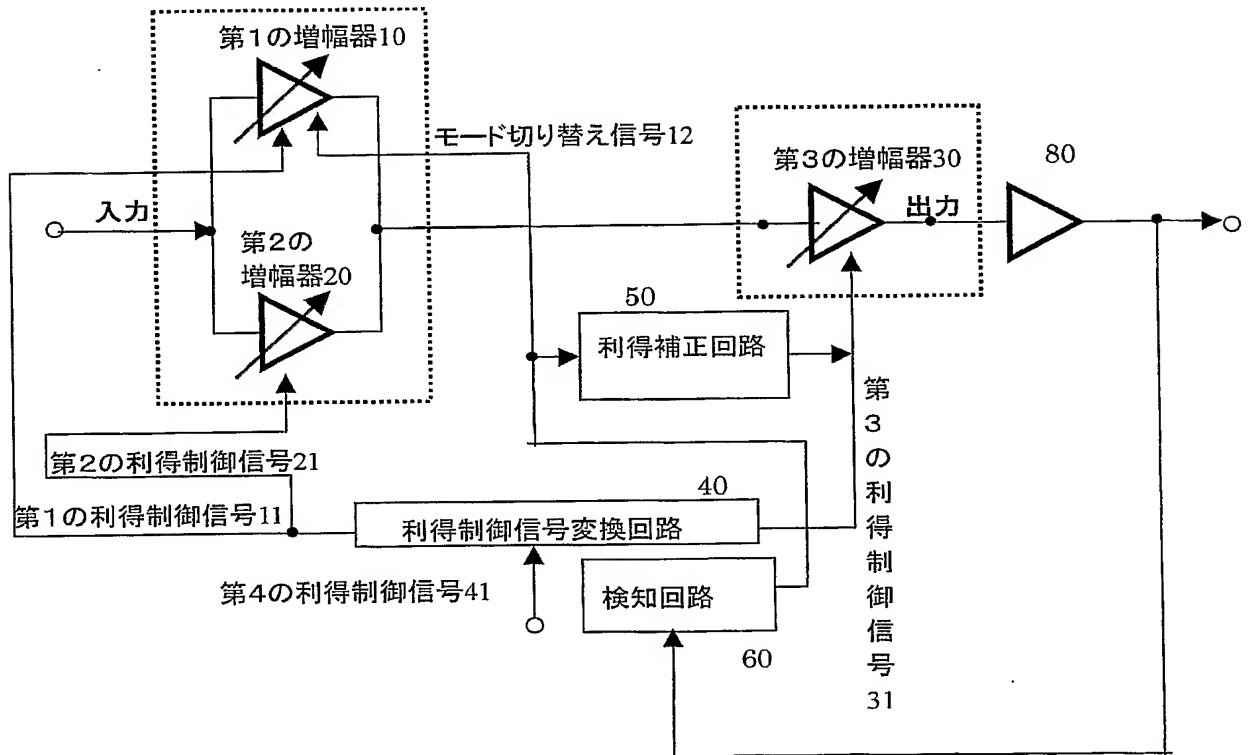 第1の増幅器10
モード切り替え信号12
第3の増幅器30
80
入力
出力
第2の
増幅器20
50
利得補正回路
第3の利得制御信号31
第2の利得制御信号21
40
第1の利得制御信号11
利得制御信号変換回路
第4の利得制御信号41
検知回路
60